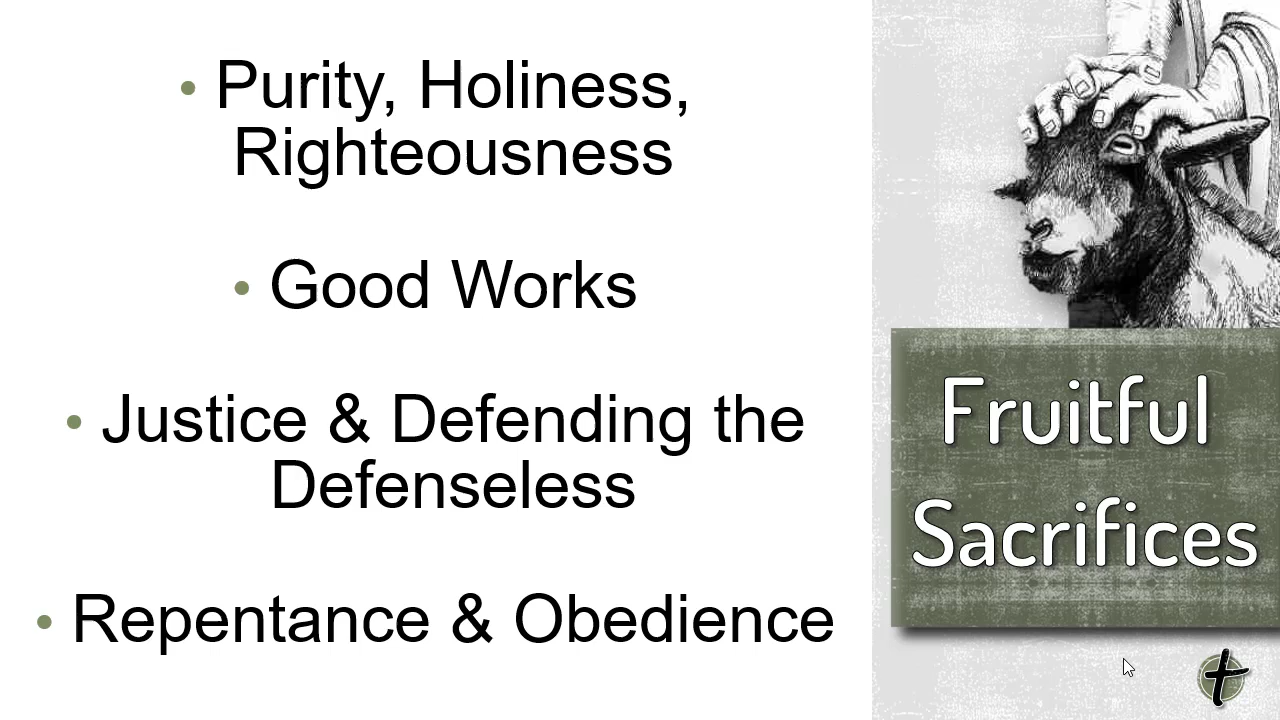 • Purity, Holiness,
Righteousness
• Good Works
• Justice & Defending the
Defenseless
• Repentance & Obedience
Fruitful
Sacrifices